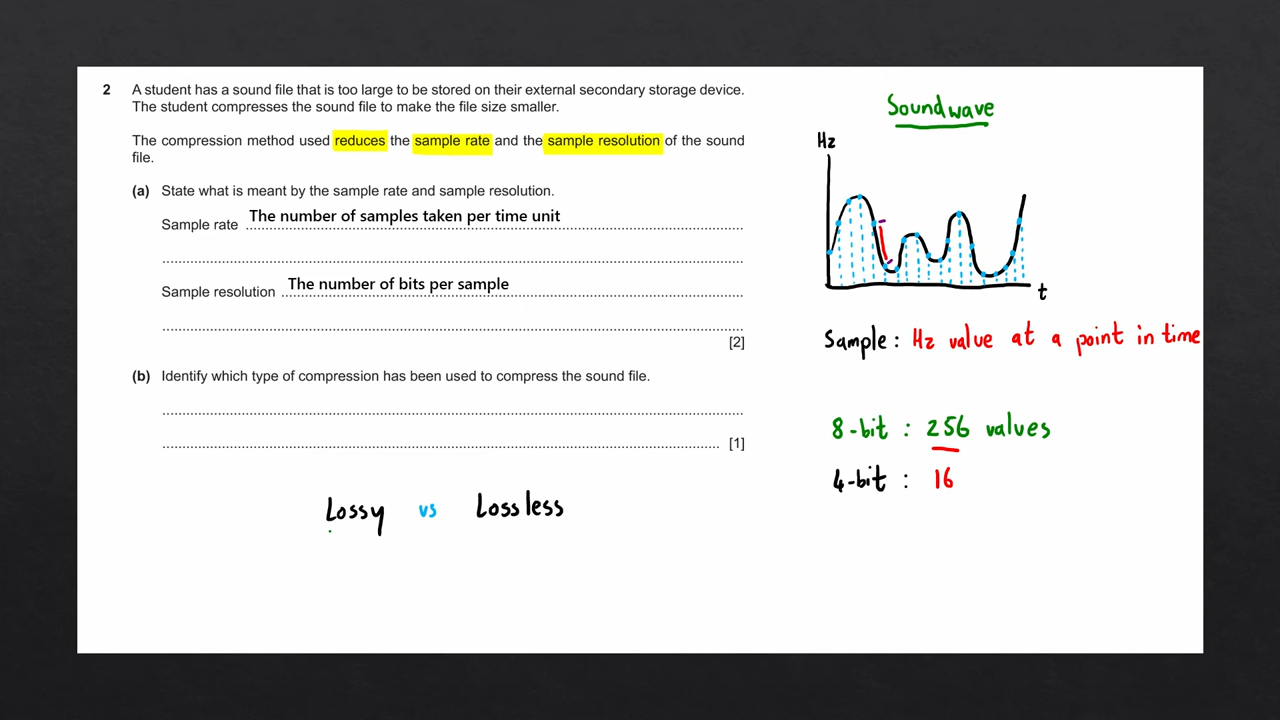 2 A student has a sound file that is too large to be stored on their external secondary storage device.
The student compresses the sound file to make the file size smaller.
The compression method used reduces the sample rate and the sample resolution of the sound
file.
(a) State what is meant by the sample rate and sample resolution.
Sample rate The number of samples taken per time unit
Sample resolution The number of bits per sample
[2]
(b) Identify which type of compression has been used to compress the sound file.
[1]
Lossy vs Lossless
Soundwave
Hz
t
Sample: Hz value at a point in time
8-bit : 256 values
4-bit : 16